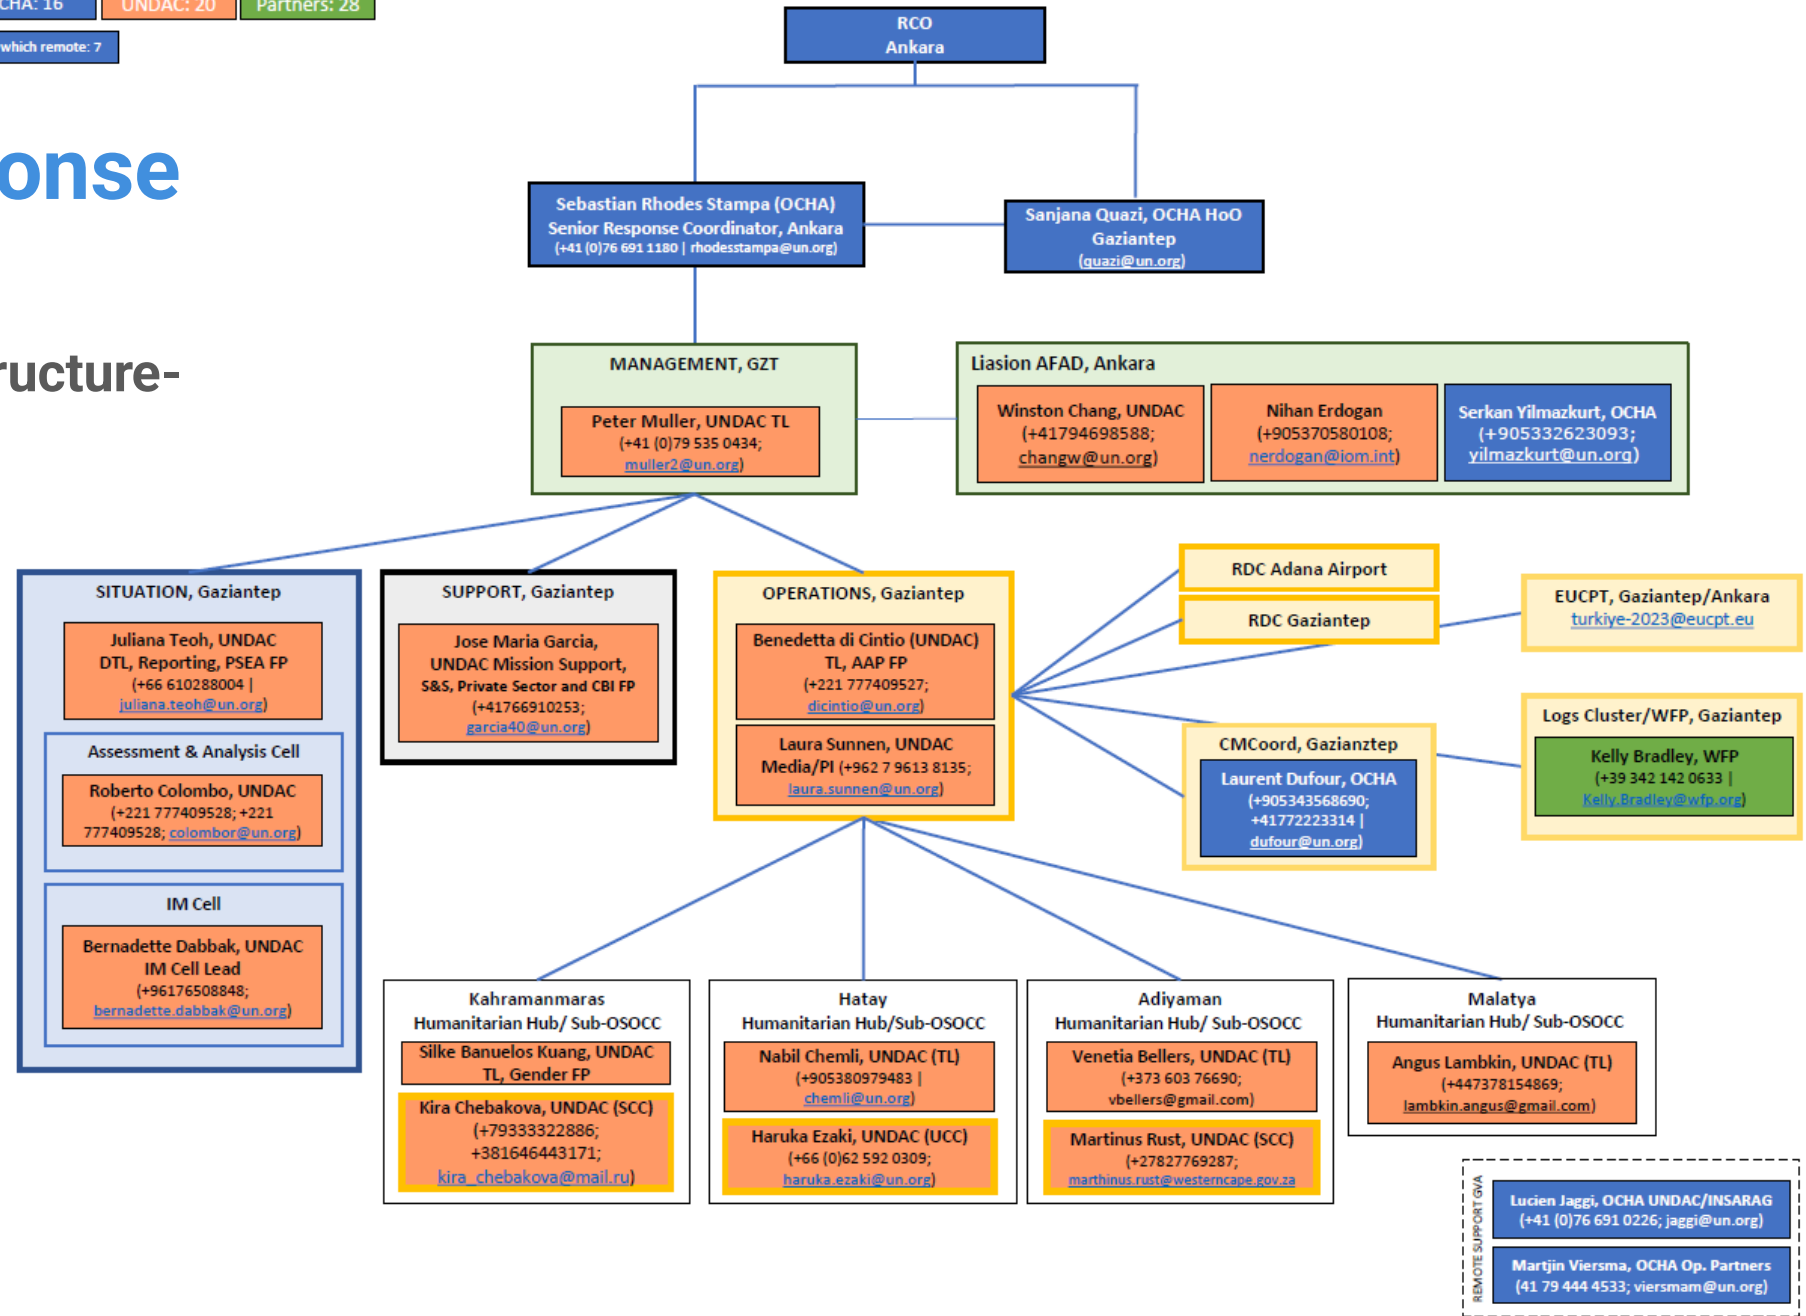 CHA: 16
UNDAC: 20
Partners: 28
which remote: 7
onse
ructure-
RCO
Ankara
Sebastian Rhodes Stampa (OCHA)
Senior Response Coordinator, Ankara
(+41 (0)76 691 1180 | rhodesstampa@un.org)
Sanjana Quazi, OCHA HoO
Gaziantep
(quazi@un.org)
MANAGEMENT, GZT
Peter Muller, UNDAC TL
(+41 (0)79 535 0434;
muller2@un.org)
Liasion AFAD, Ankara
Winston Chang, UNDAC
(+41794698588;
changw@un.org)
Nihan Erdogan
(+905370580108;
nerdogan@iom.int)
Serkan Yilmazkurt, OCHA
(+905332623093;
yilmazkurt@un.org)
SITUATION, Gaziantep
Juliana Teoh, UNDAC
DTL, Reporting, PSEA FP
(+66 610288004 |
juliana.teoh@un.org)
Assessment & Analysis Cell
Roberto Colombo, UNDAC
(+221 777409528; +221
777409528; colombor@un.org)
IM Cell
Bernadette Dabbak, UNDAC
IM Cell Lead
(+96176508848;
bernadette.dabbak@un.org)
SUPPORT, Gaziantep
Jose Maria Garcia,
UNDAC Mission Support,
S&S, Private Sector and CBI FP
(+41766910253;
garcia40@un.org)
OPERATIONS, Gaziantep
Benedetta di Cintio (UNDAC)
TL, AAP FP
(+221 777409527;
dicintio@un.org)
Laura Sunnen, UNDAC
Media/PI (+962 7 9613 8135;
laura.sunnen@un.org)
RDC Adana Airport
RDC Gaziantep
EUCPT, Gaziantep/Ankara
turkiye-2023@eucpt.eu
CMCoord, Gazianztep
Laurent Dufour, OCHA
(+905343568690;
+41772223314 |
dufour@un.org)
Logs Cluster/WFP, Gaziantep
Kelly Bradley, WFP
(+39 342 142 0633 |
Kelly.Bradley@wfp.org)
Kahramanmaras
Humanitarian Hub/ Sub-OSOCC
Silke Banuelos Kuang, UNDAC
TL, Gender FP
Kira Chebakova, UNDAC (SCC)
(+79333322886;
+381646443171;
kira_chebakova@mail.ru)
Hatay
Humanitarian Hub/Sub-OSOCC
Nabil Chemli, UNDAC (TL)
(+905380979483 |
chemli@un.org)
Haruka Ezaki, UNDAC (UCC)
(+66 (0)62 592 0309;
haruka.ezaki@un.org)
Adiyaman
Humanitarian Hub/ Sub-OSOCC
Venetia Bellers, UNDAC (TL)
(+373 603 76690;
vbellers@gmail.com)
Martinus Rust, UNDAC (SCC)
(+27827769287;
marthinus.rust@westerncape.gov.za
Malatya
Humanitarian Hub/ Sub-OSOCC
Angus Lambkin, UNDAC (TL)
(+447378154869;
lambkin.angus@gmail.com)
REMOTE SUPPORT GVA
Lucien Jaggi, OCHA UNDAC/INSARAG
(+41 (0)76 691 0226; jaggi@un.org)
Martjin Viersma, OCHA Op. Partners
(41 79 444 4533; viersmam@un.org)